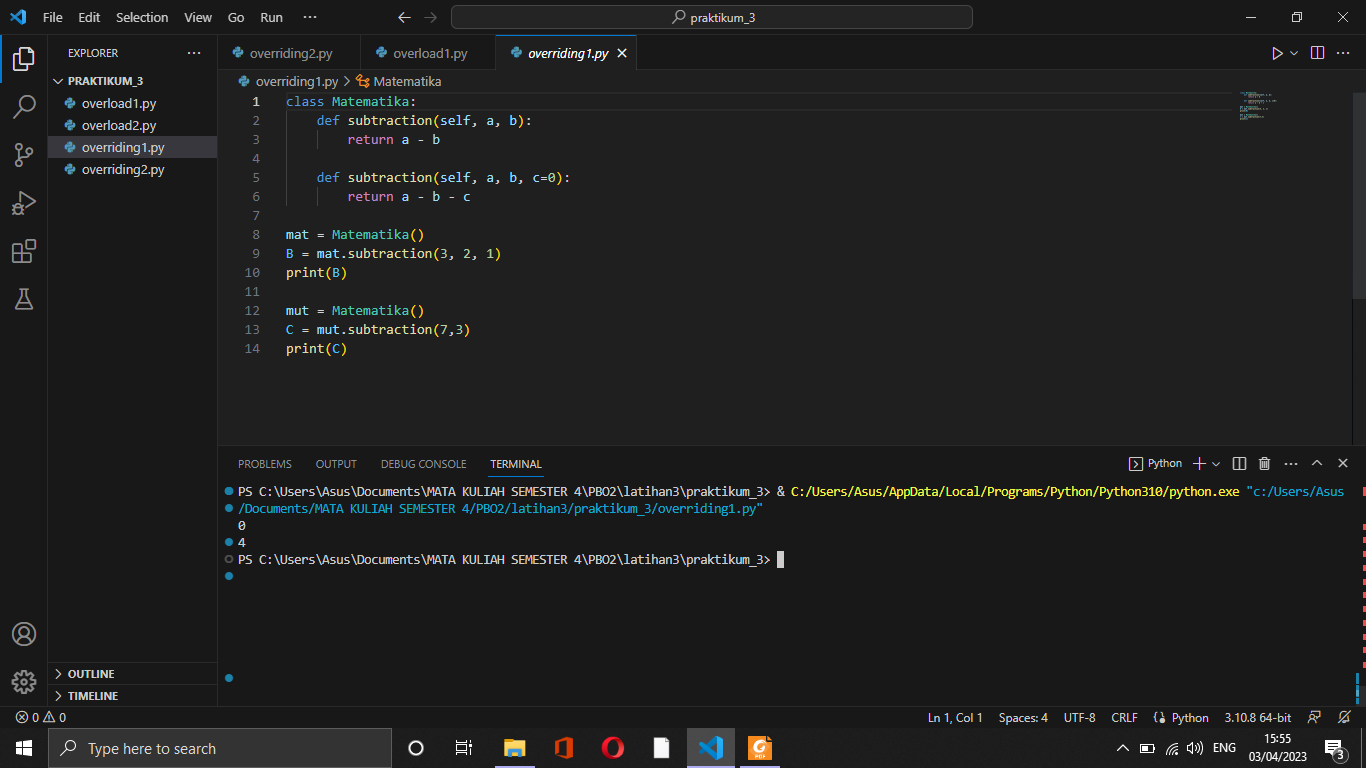 File Edit Selection View Go Run ··· praktikum_3
EXPLORER ···
overriding2.py overload1.py overriding1.py
PRAKTIKUM_3
overload1.py
overload2.py
overriding1.py
overriding2.py
overriding1.py > Matematika
1 class Matematika:
2 def subtraction(self, a, b):
3 return a - b
4
5 def subtraction(self, a, b, c=0):
6 return a - b - c
7
8 mat = Matematika()
9 B = mat.subtraction(3, 2, 1)
10 print(B)
11
12 mut = Matematika()
13 C = mut.subtraction(7,3)
14 print(C)
PROBLEMS OUTPUT DEBUG CONSOLE TERMINAL Python
PS C:\Users\Asus\Documents\MATA KULIAH SEMESTER 4\PBO2\latihan3\praktikum_3> & C:/Users/Asus/AppData/Local/Programs/Python/Python310/python.exe "c:/Users/Asus
/Documents/MATA KULIAH SEMESTER 4/PBO2/latihan3/praktikum_3/overriding1.py"
0
4
PS C:\Users\Asus\Documents\MATA KULIAH SEMESTER 4\PBO2\latihan3\praktikum_3>
OUTLINE
TIMELINE
0 0 Ln 1, Col 1 Spaces: 4 UTF-8 CRLF Python 3.10.8 64-bit
Type here to search
PDF
ENG
15:55
03/04/2023
3